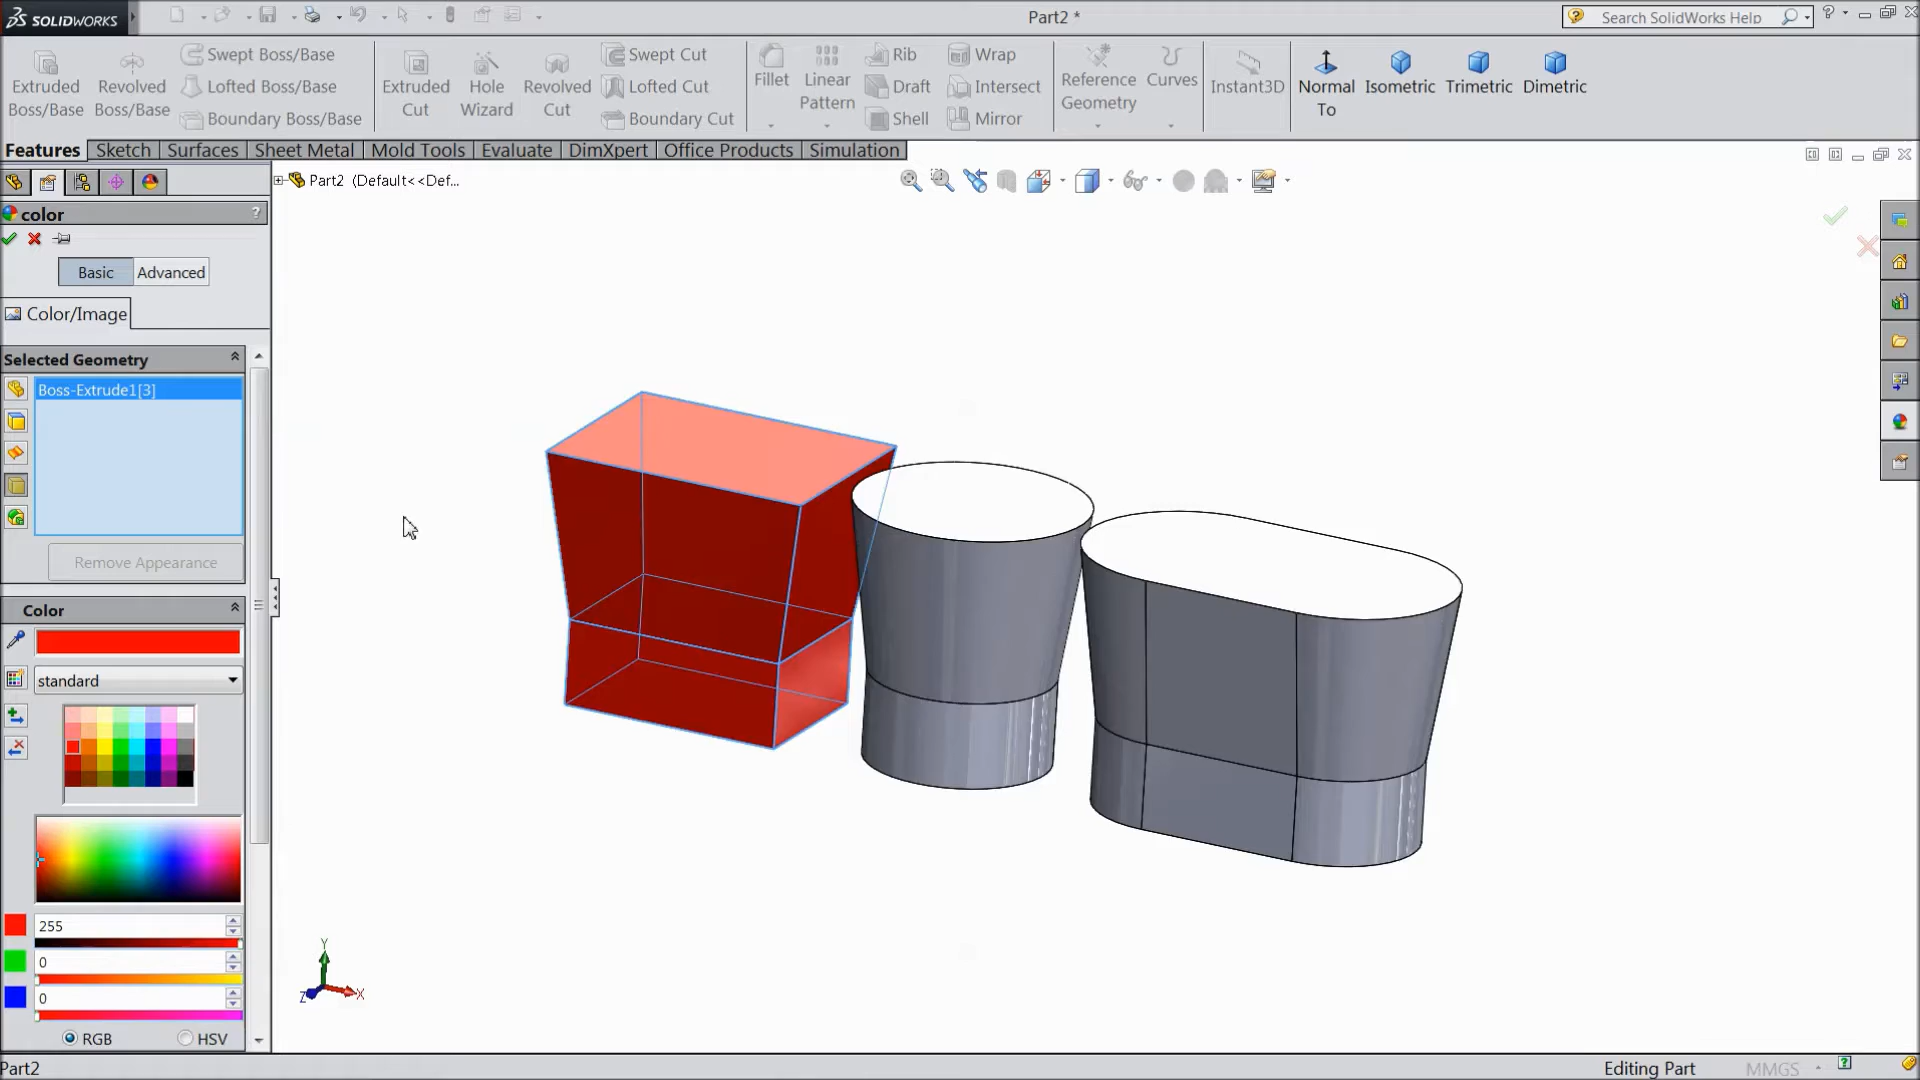 SOLIDWORKS
Part2 *
Search SolidWorks Help
Extruded Boss/Base
Revolved Boss/Base
Swept Boss/Base
Lofted Boss/Base
Boundary Boss/Base
Extruded Cut
Hole Wizard
Revolved Cut
Swept Cut
Lofted Cut
Boundary Cut
Fillet
Linear Pattern
Rib
Draft
Shell
Wrap
Intersect
Mirror
Reference Geometry
Curves
Instant3D
Normal To
Isometric
Trimetric
Dimetric
Features
Sketch
Surfaces
Sheet Metal
Mold Tools
Evaluate
DimXpert
Office Products
Simulation
Part2 (Default<<Def...
color
?
Basic
Advanced
Color/Image
Selected Geometry
Boss-Extrude1[3]
Remove Appearance
Color
standard
255
0
0
RGB
HSV
Y
Z
X
Part2
Editing Part
MMGS